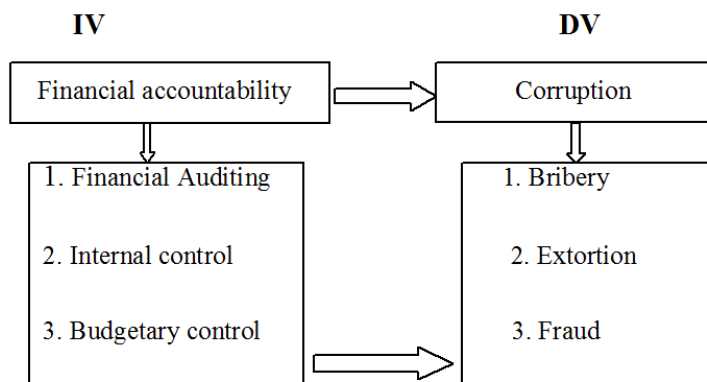 IV
DV
Financial accountability
Corruption
1. Financial Auditing
2. Internal control
3. Budgetary control
1. Bribery
2. Extortion
3. Fraud